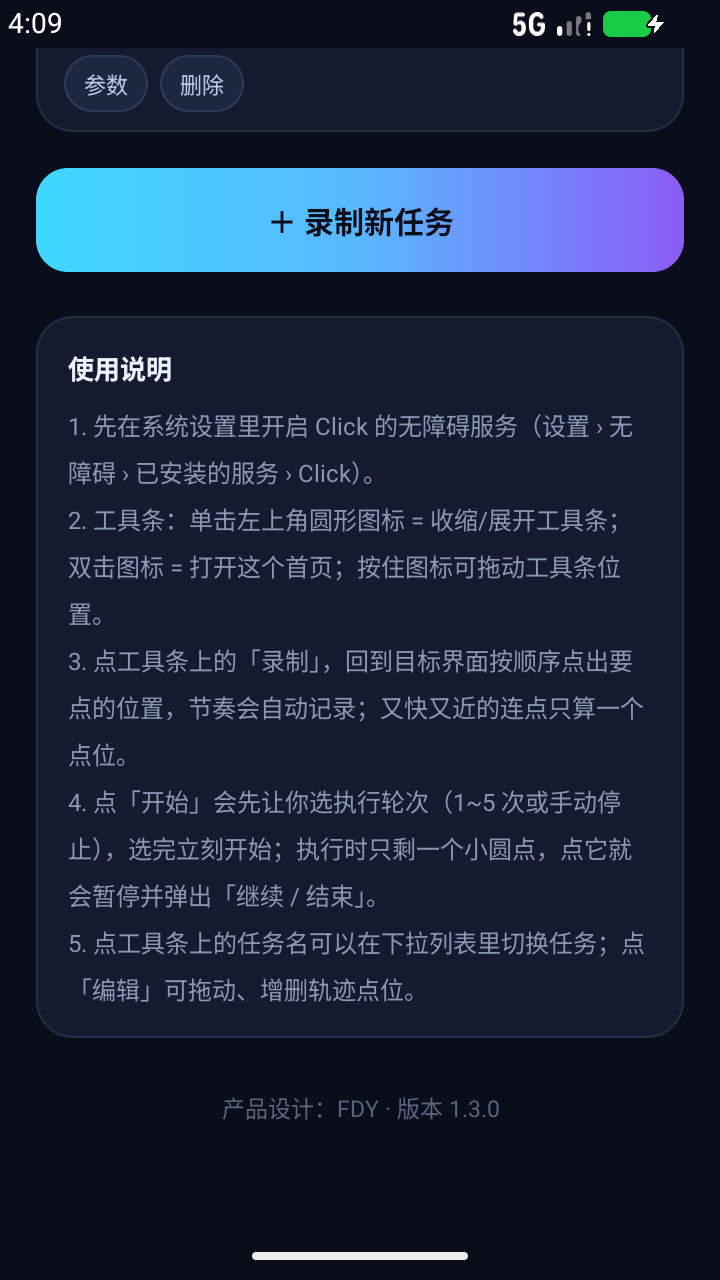 4:09
5G
参数
删除
＋ 录制新任务
使用说明
1. 先在系统设置里开启 Click 的无障碍服务（设置 › 无
障碍 › 已安装的服务 › Click）。
2. 工具条：单击左上角圆形图标 = 收缩/展开工具条；
双击图标 = 打开这个首页；按住图标可拖动工具条位
置。
3. 点工具条上的「录制」，回到目标界面按顺序点出要
点的位置，节奏会自动记录；又快又近的连点只算一个
点位。
4. 点「开始」会先让你选执行轮次（1~5 次或手动停
止），选完立刻开始；执行时只剩一个小圆点，点它就
会暂停并弹出「继续 / 结束」。
5. 点工具条上的任务名可以在下拉列表里切换任务；点
「编辑」可拖动、增删轨迹点位。
产品设计：FDY · 版本 1.3.0